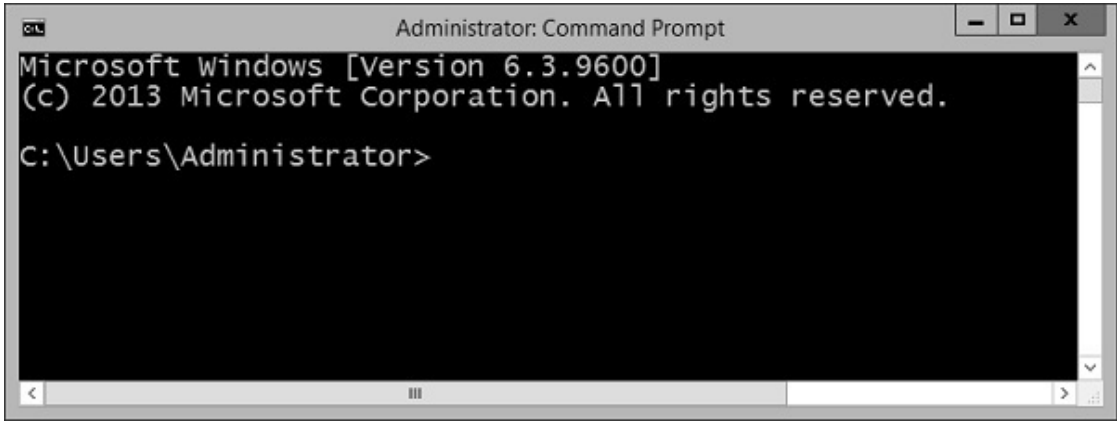 Administrator: Command Prompt
Microsoft Windows [Version 6.3.9600]
(c) 2013 Microsoft Corporation. All rights reserved.
C:\Users\Administrator>